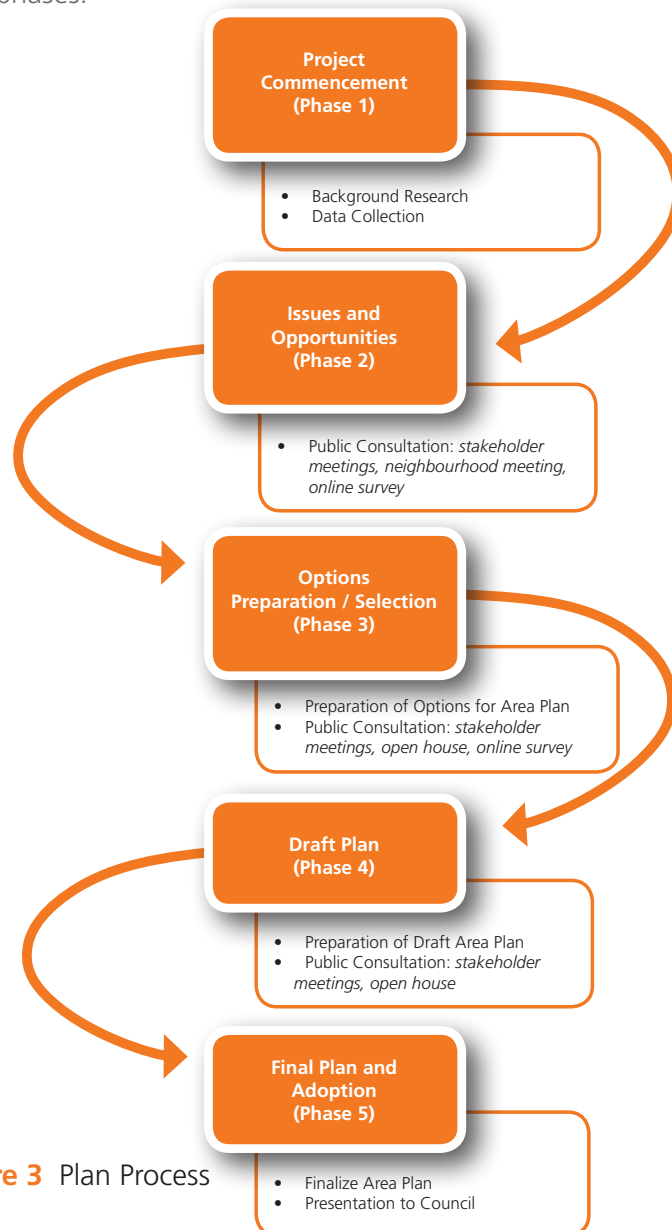 Project
Commencement
(Phase 1)
• Background Research
• Data Collection
Issues and
Opportunities
(Phase 2)
• Public Consultation: stakeholder
meetings, neighbourhood meeting,
online survey
Options
Preparation / Selection
(Phase 3)
• Preparation of Options for Area Plan
• Public Consultation: stakeholder
meetings, open house, online survey
Draft Plan
(Phase 4)
• Preparation of Draft Area Plan
• Public Consultation: stakeholder
meetings, open house
Final Plan and
Adoption
(Phase 5)
• Finalize Area Plan
• Presentation to Council
3 Plan Process